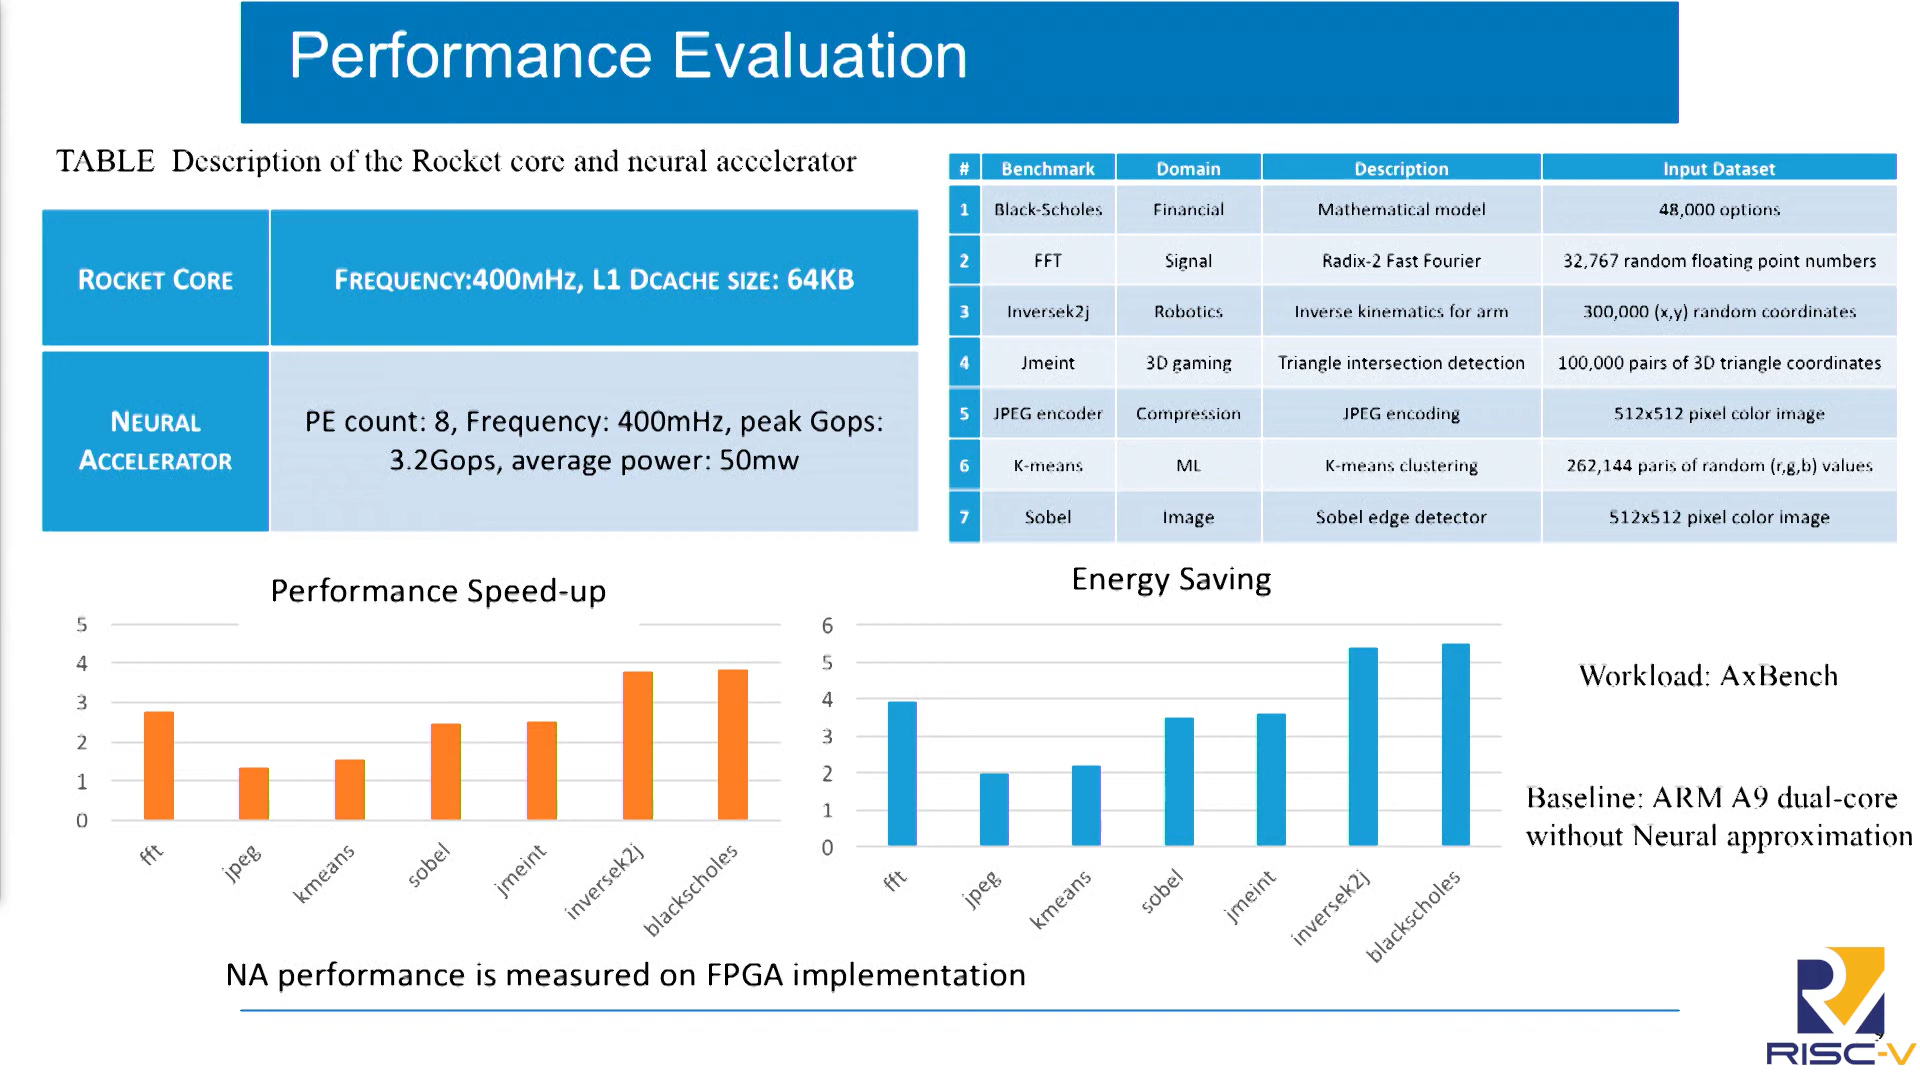 Performance Evaluation
TABLE Description of the Rocket core and neural accelerator
ROCKET CORE
FREQUENCY:400MHZ, L1 DCACHE SIZE: 64KB
NEURAL
ACCELERATOR
PE count: 8, Frequency: 400mHz, peak Gops:
3.2Gops, average power: 50mw
# Benchmark Domain Description Input Dataset
1 Black-Scholes Financial Mathematical model 48,000 options
2 FFT Signal Radix-2 Fast Fourier 32,767 random floating point numbers
3 Inversek2j Robotics Inverse kinematics for arm 300,000 (x,y) random coordinates
4 Jmeint 3D gaming Triangle intersection detection 100,000 pairs of 3D triangle coordinates
5 JPEG encoder Compression JPEG encoding 512x512 pixel color image
6 K-means ML K-means clustering 262,144 paris of random (r,g,b) values
7 Sobel Image Sobel edge detector 512x512 pixel color image
Performance Speed-up
5
4
3
2
1
0
fft
jpeg
kmeans
sobel
jmeint
inversek2j
blackscholes
Energy Saving
6
5
4
3
2
1
0
fft
jpeg
kmeans
sobel
jmeint
inversek2j
blackscholes
Workload: AxBench
Baseline: ARM A9 dual-core
without Neural approximation
NA performance is measured on FPGA implementation
RISC-V